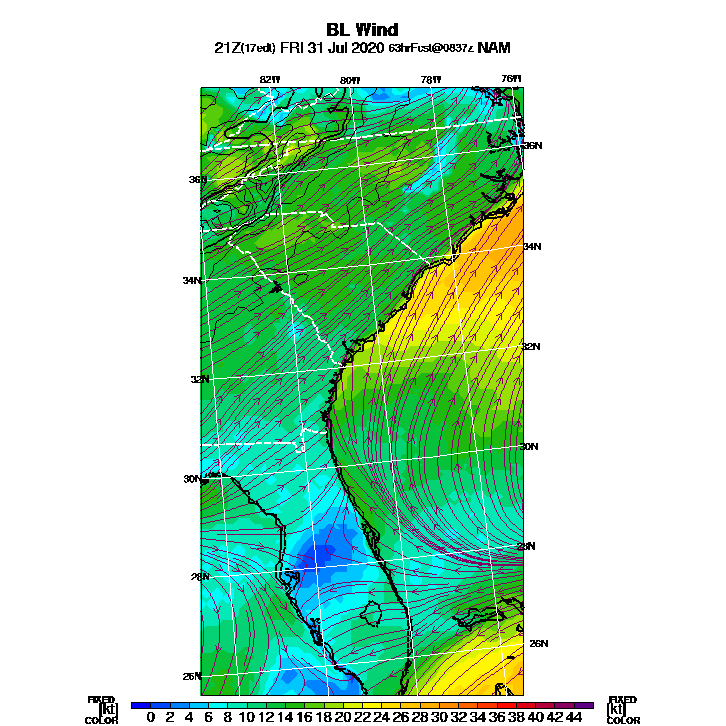 BL Wind
21Z(17edt) FRI 31 Jul 2020 63hrFcst@0837z NAM
82W 80W 78W 76W
36N 36N
34N 34N
32N 32N
30N 30N
28N 28N
26N 26N
FIXED FIXED
[kt] 0 2 4 6 8 10 12 14 16 18 20 22 24 26 28 30 32 34 36 38 40 42 44 [kt]
COLOR COLOR